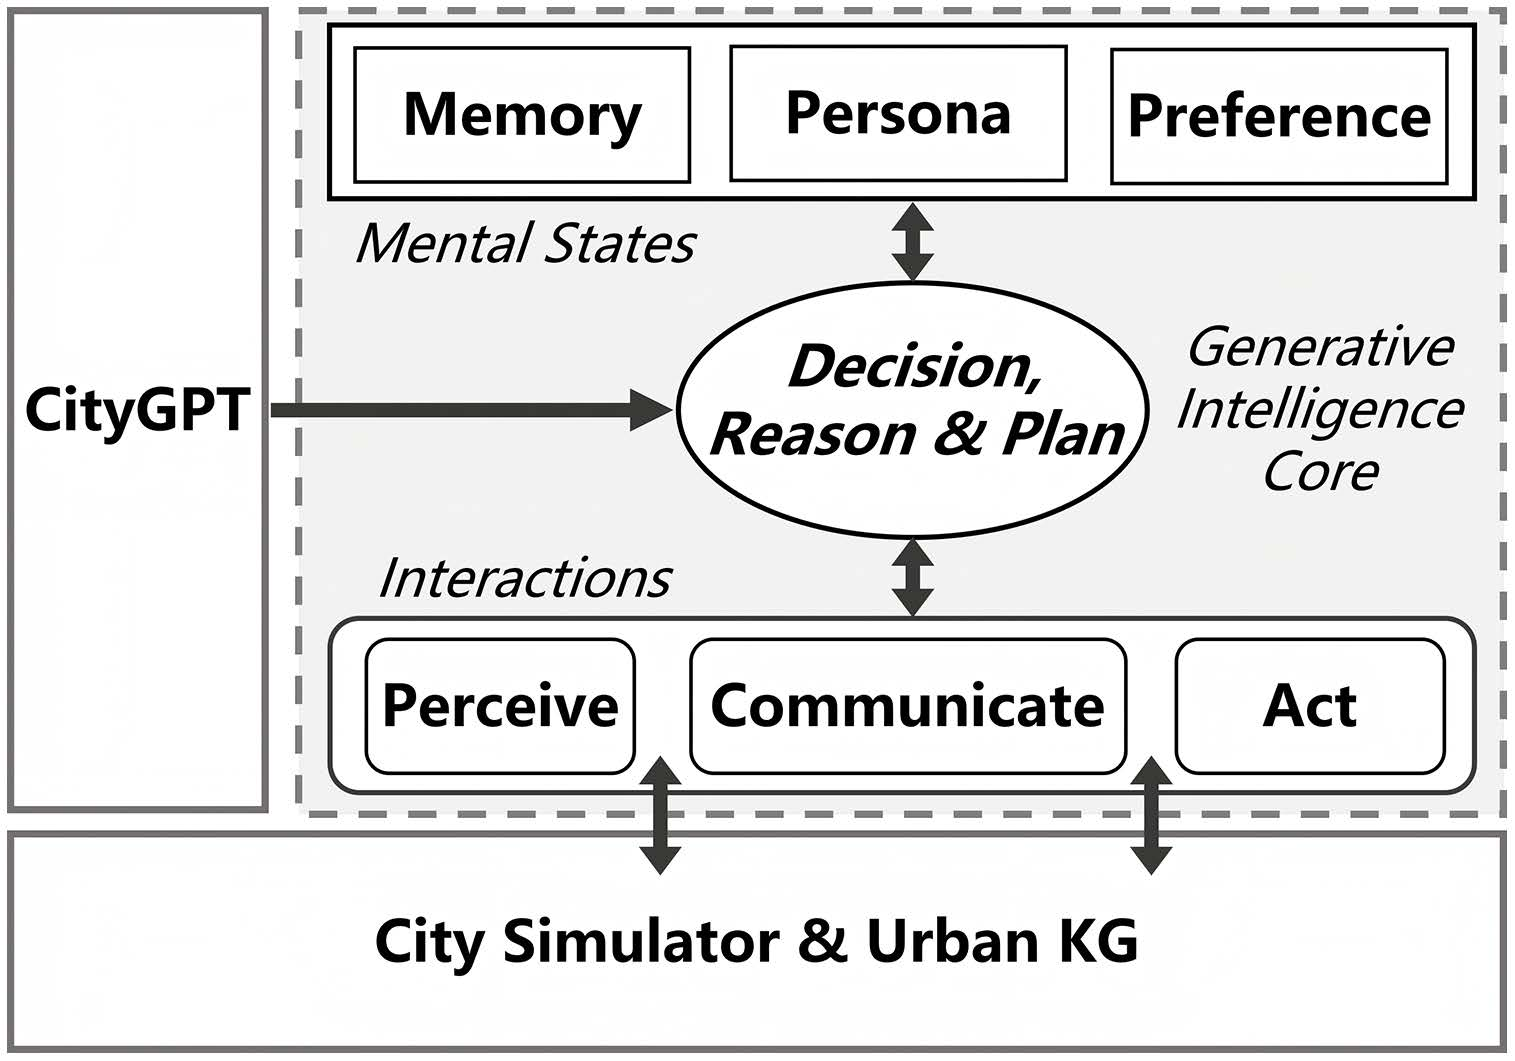 Memory
Persona
Preference
Mental States
CityGPT
Decision,
Reason & Plan
Generative
Intelligence
Core
Interactions
Perceive
Communicate
Act
City Simulator & Urban KG